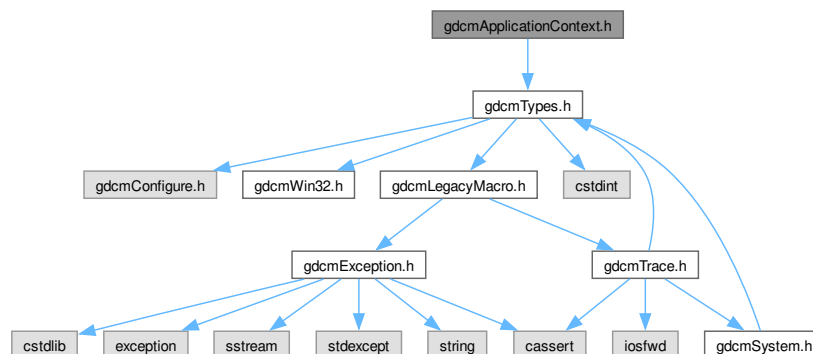 gdcmApplicationContext.h
gdcmTypes.h
gdcmConfigure.h
gdcmWin32.h
gdcmLegacyMacro.h
cstdint
gdcmException.h
gdcmTrace.h
cstdlib
exception
sstream
stdexcept
string
cassert
iosfwd
gdcmSystem.h